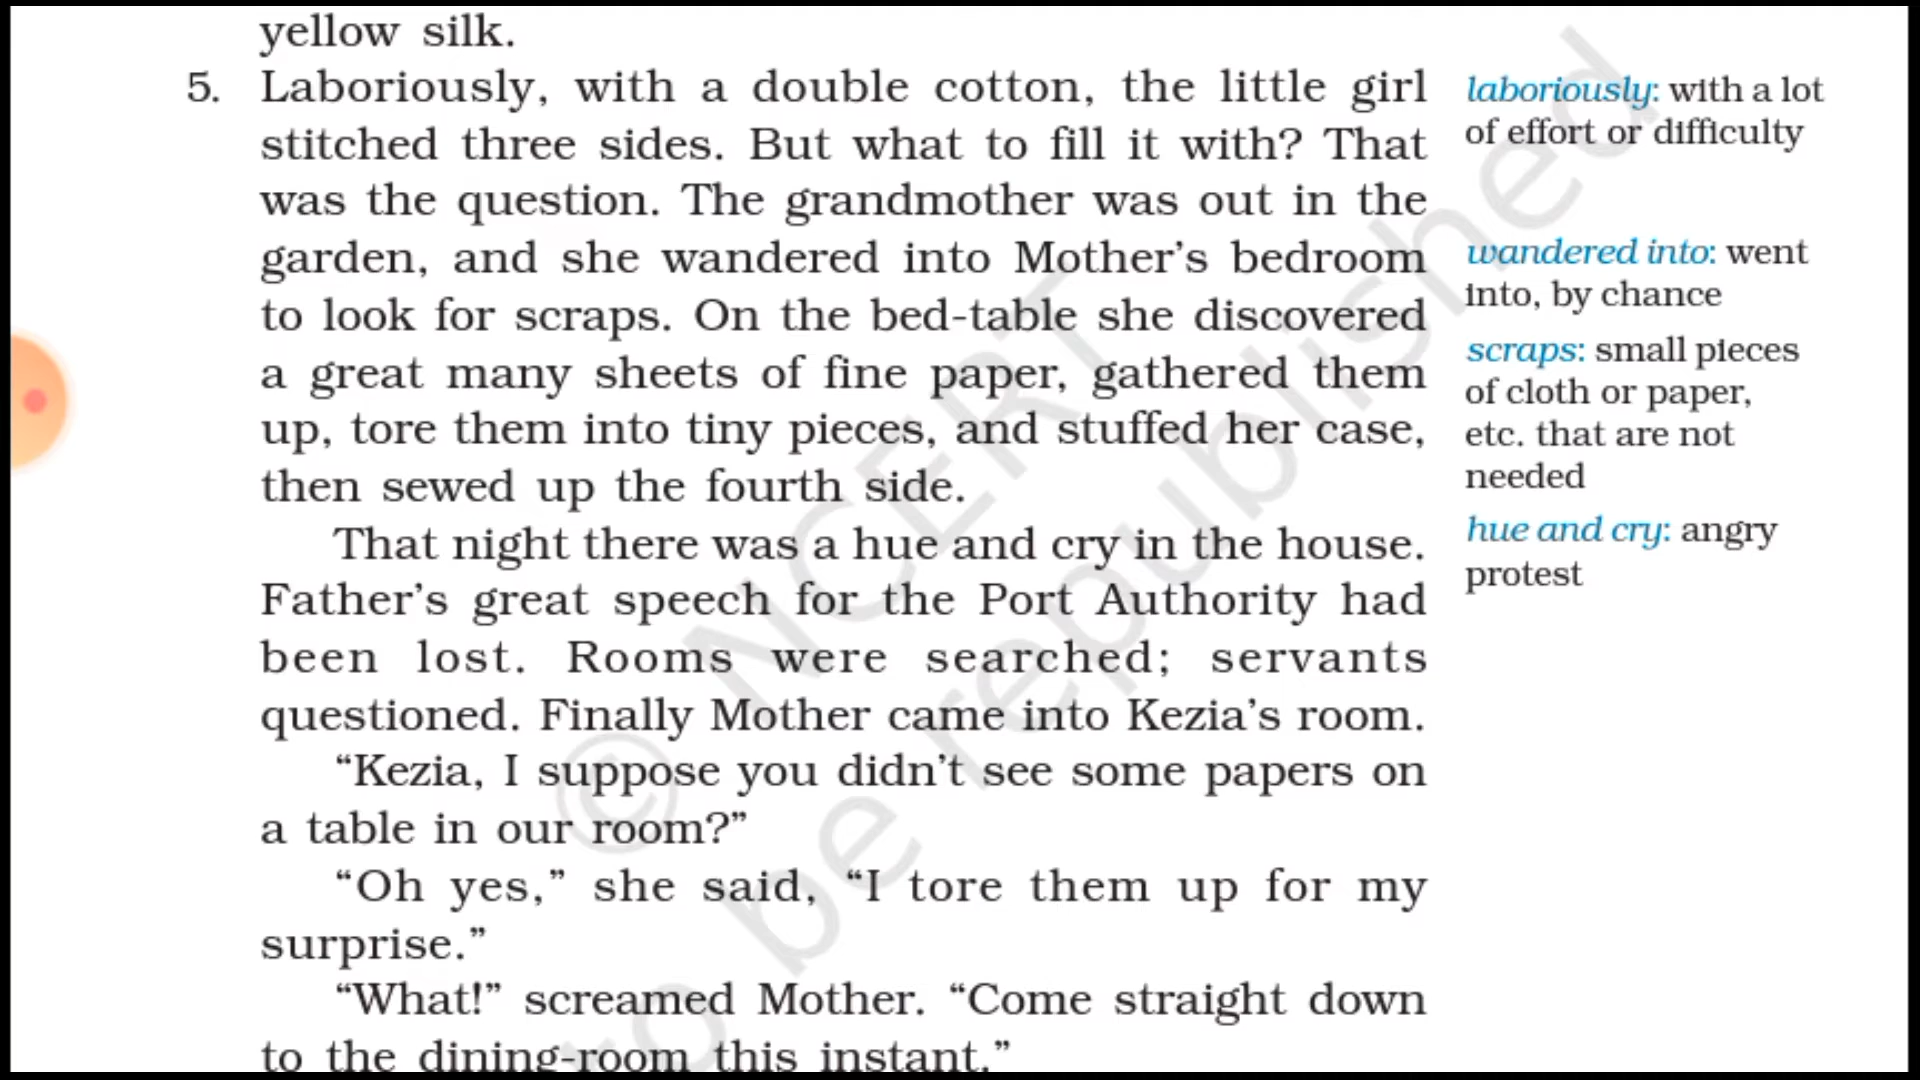 yellow silk.
5. Laboriously, with a double cotton, the little girl
stitched three sides. But what to fill it with? That
was the question. The grandmother was out in the
garden, and she wandered into Mother’s bedroom
to look for scraps. On the bed-table she discovered
a great many sheets of fine paper, gathered them
up, tore them into tiny pieces, and stuffed her case,
then sewed up the fourth side.
That night there was a hue and cry in the house.
Father’s great speech for the Port Authority had
been lost. Rooms were searched; servants
questioned. Finally Mother came into Kezia’s room.
“Kezia, I suppose you didn’t see some papers on
a table in our room?”
“Oh yes,” she said, “I tore them up for my
surprise.”
“What!” screamed Mother. “Come straight down
to the dining-room this instant.”
laboriously: with a lot
of effort or difficulty
wandered into: went
into, by chance
scraps: small pieces
of cloth or paper,
etc. that are not
needed
hue and cry: angry
protest
© NCERT
to be republished